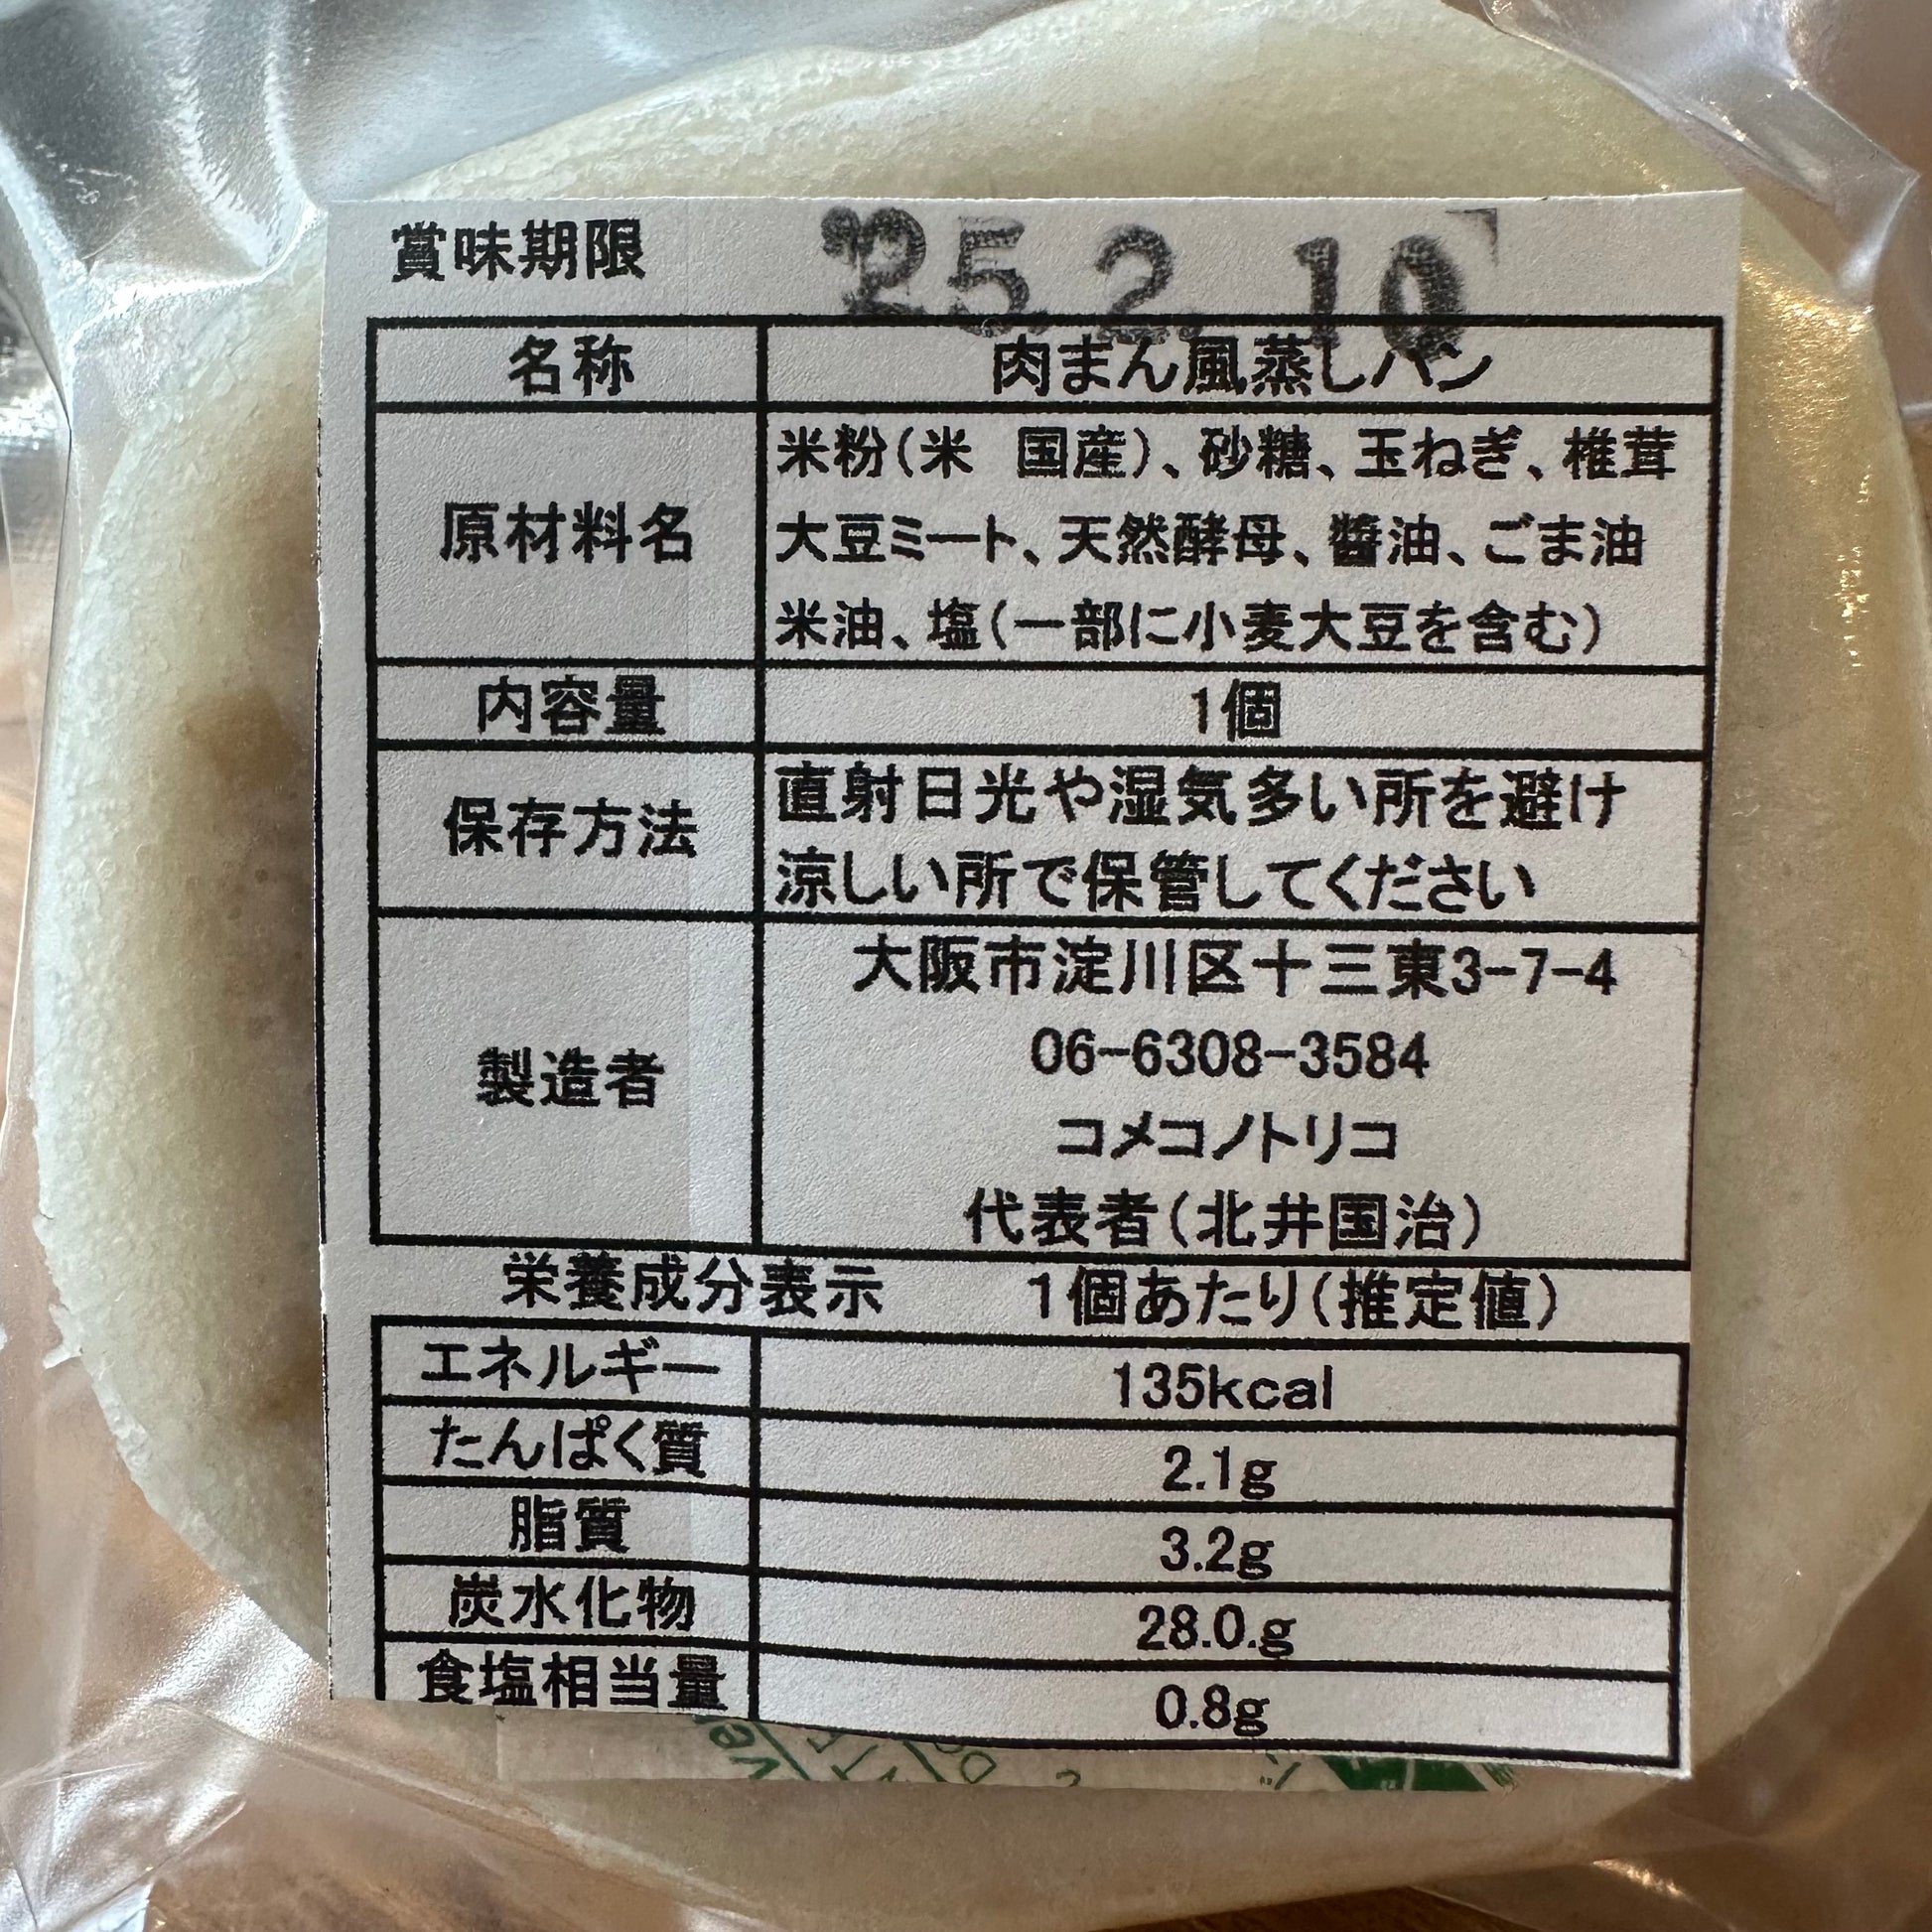 賞味期限 25.2.10
名称 肉まん風蒸しパン
原材料名 米粉(米 国産)、砂糖、玉ねぎ、椎茸
大豆ミート、天然酵母、醬油、ごま油
米油、塩(一部に小麦大豆を含む)
内容量 1個
保存方法 直射日光や湿気多い所を避け
涼しい所で保管してください
製造者 大阪市淀川区十三東3-7-4
06-6308-3584
コメコノトリコ
代表者(北井国治)
栄養成分表示 1個あたり(推定値)
エネルギー 135kcal
たんぱく質 2.1g
脂質 3.2g
炭水化物 28.0.g
食塩相当量 0.8g